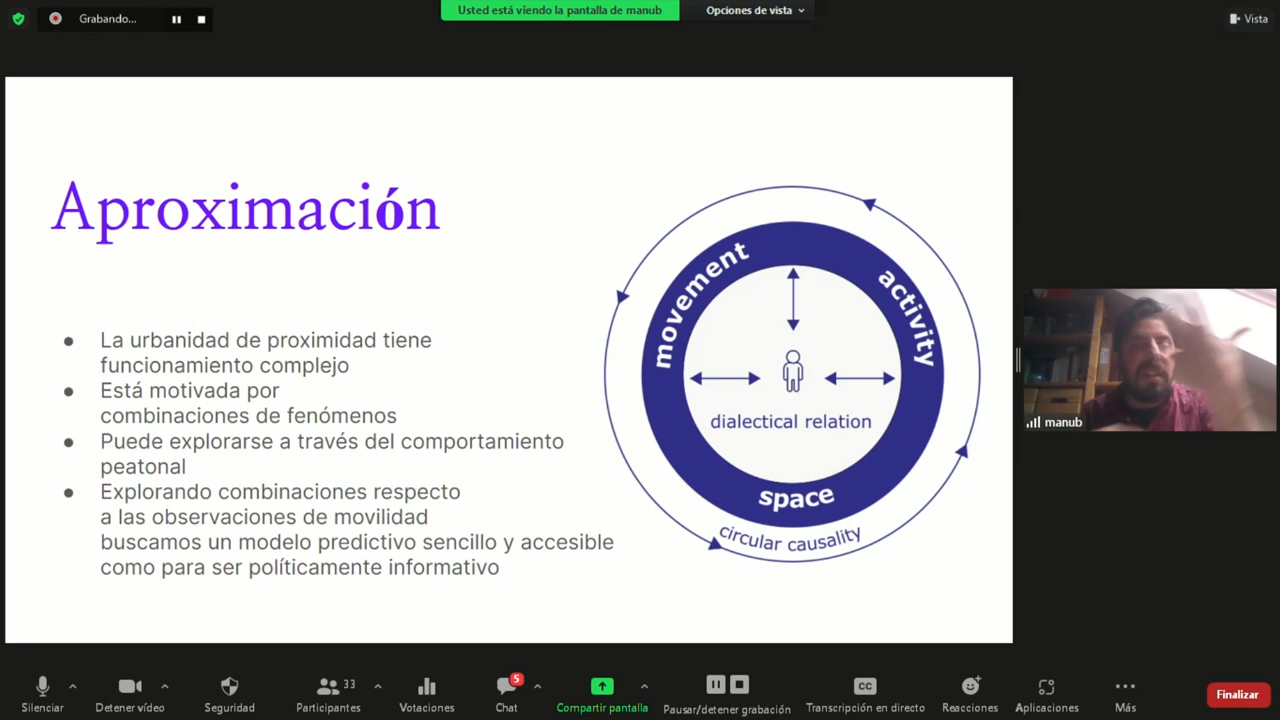 Grabando...
Usted está viendo la pantalla de manub
Opciones de vista
Vista
Aproximación
● La urbanidad de proximidad tiene
funcionamiento complejo
● Está motivada por
combinaciones de fenómenos
● Puede explorarse a través del comportamiento
peatonal
● Explorando combinaciones respecto
a las observaciones de movilidad
buscamos un modelo predictivo sencillo y accesible
como para ser políticamente informativo
movement
activity
dialectical relation
space
circular causality
manub
Silenciar
Detener vídeo
Seguridad
33
Participantes
Votaciones
5
Chat
Compartir pantalla
Pausar/detener grabación
CC
Transcripción en directo
Reacciones
Aplicaciones
Más
Finalizar